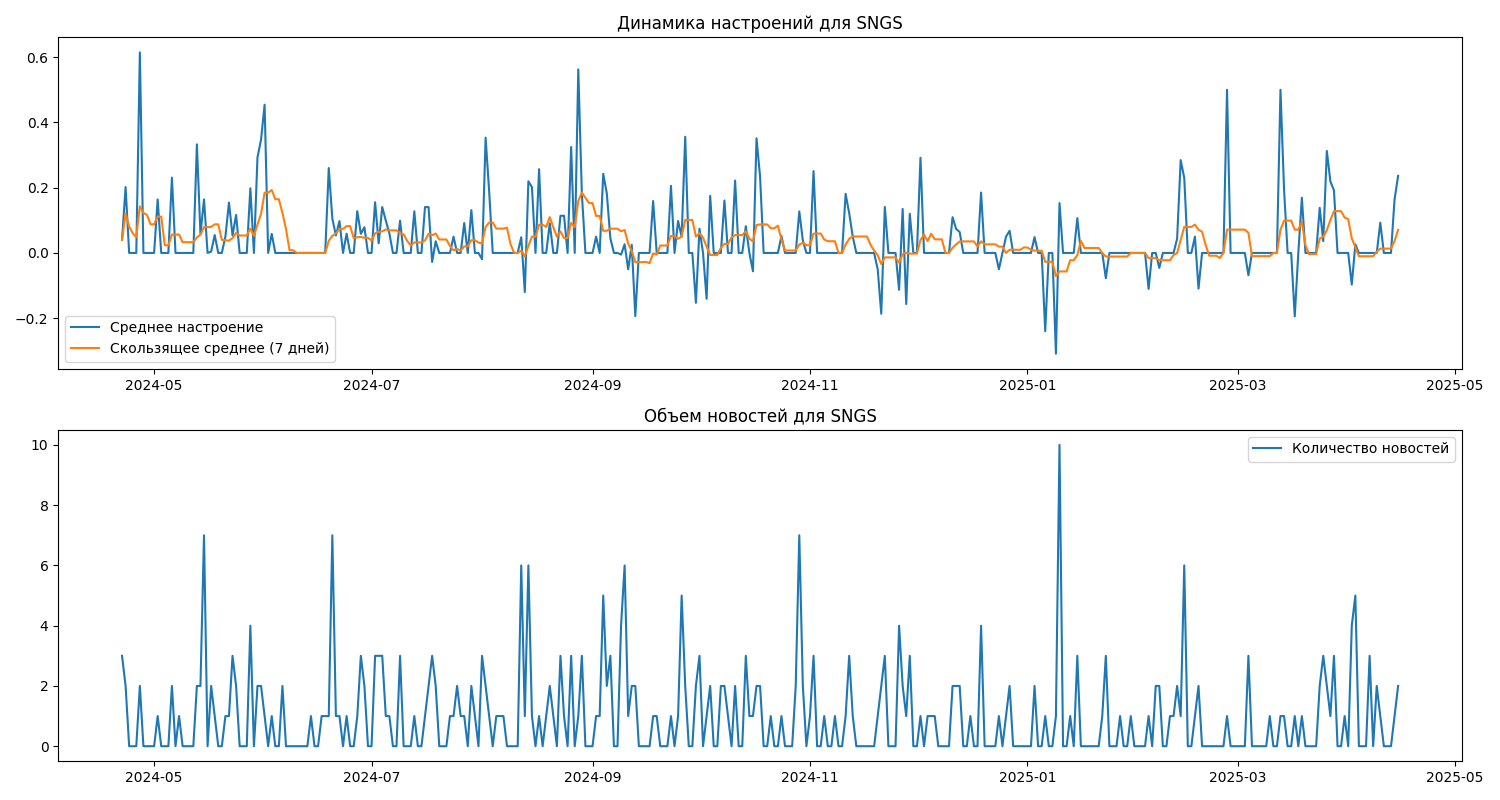 Динамика настроений для SNGS
0.6
0.4
0.2
0.0
−0.2
Среднее настроение
Скользящее среднее (7 дней)
2024-05 2024-07 2024-09 2024-11 2025-01 2025-03 2025-05
Объем новостей для SNGS
10
8
6
4
2
0
Количество новостей
2024-05 2024-07 2024-09 2024-11 2025-01 2025-03 2025-05